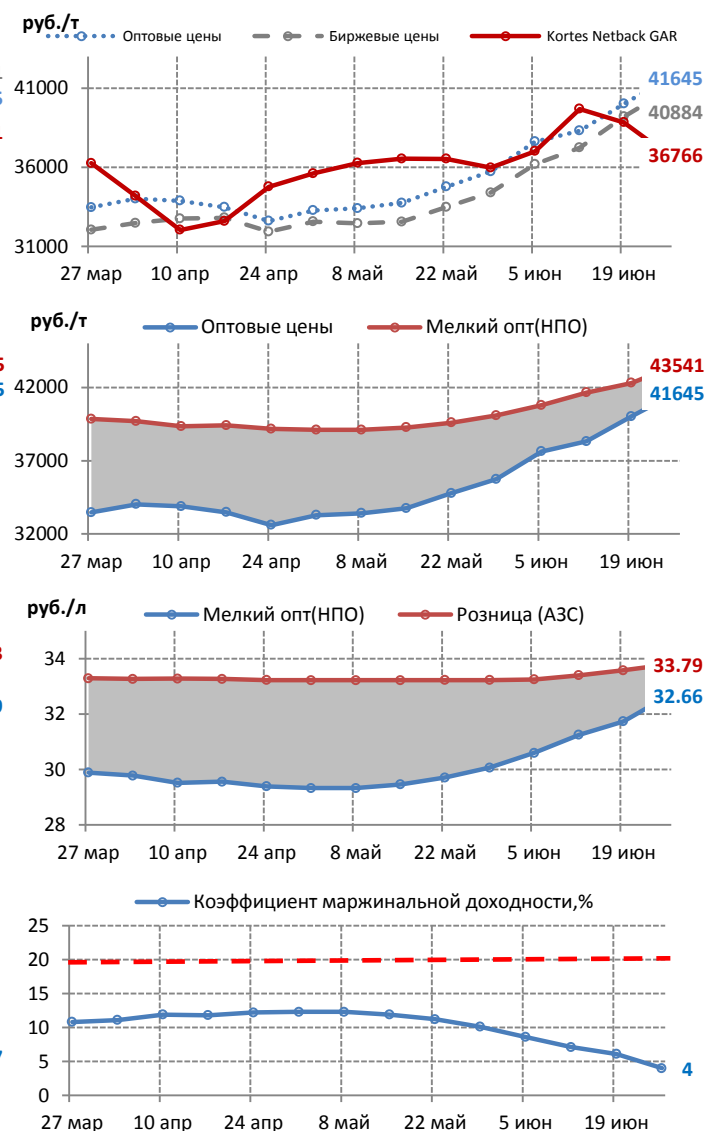 руб./т
Оптовые цены Биржевые цены Kortes Netback GAR
41645
41000
40884
36766
36000
31000
27 мар 10 апр 24 апр 8 май 22 май 5 июн 19 июн
руб./т
Оптовые цены Мелкий опт(НПО)
43541
42000
41645
37000
32000
27 мар 10 апр 24 апр 8 май 22 май 5 июн 19 июн
руб./л
Мелкий опт(НПО) Розница (АЗС)
34
33.79
32.66
32
30
28
27 мар 10 апр 24 апр 8 май 22 май 5 июн 19 июн
Коэффициент маржинальной доходности,%
25
20
15
10
5
4
0
27 мар 10 апр 24 апр 8 май 22 май 5 июн 19 июн